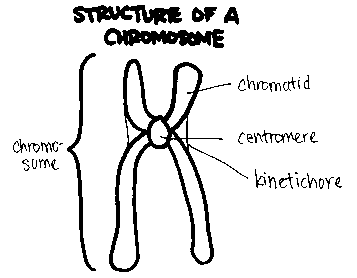 STRUCTURE OF A
CHROMOSOME
chromatid
chromo-
some
centromere
kinetichore